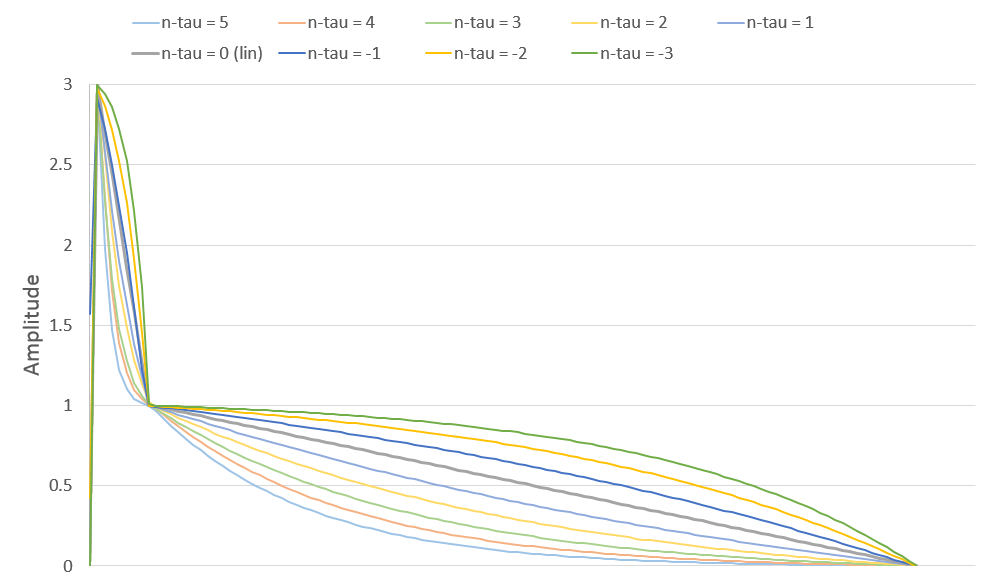 n-tau = 5 n-tau = 4 n-tau = 3 n-tau = 2 n-tau = 1
n-tau = 0 (lin) n-tau = -1 n-tau = -2 n-tau = -3
3
2.5
2
1.5
1
0.5
0
Amplitude